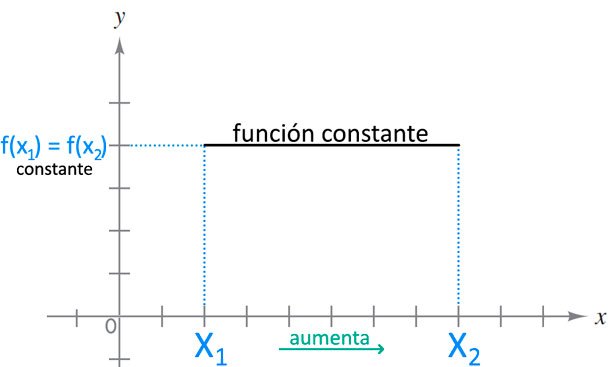 y
función constante
f(x₁) = f(x₂)
constante
0
x
aumenta
X₁
X₂